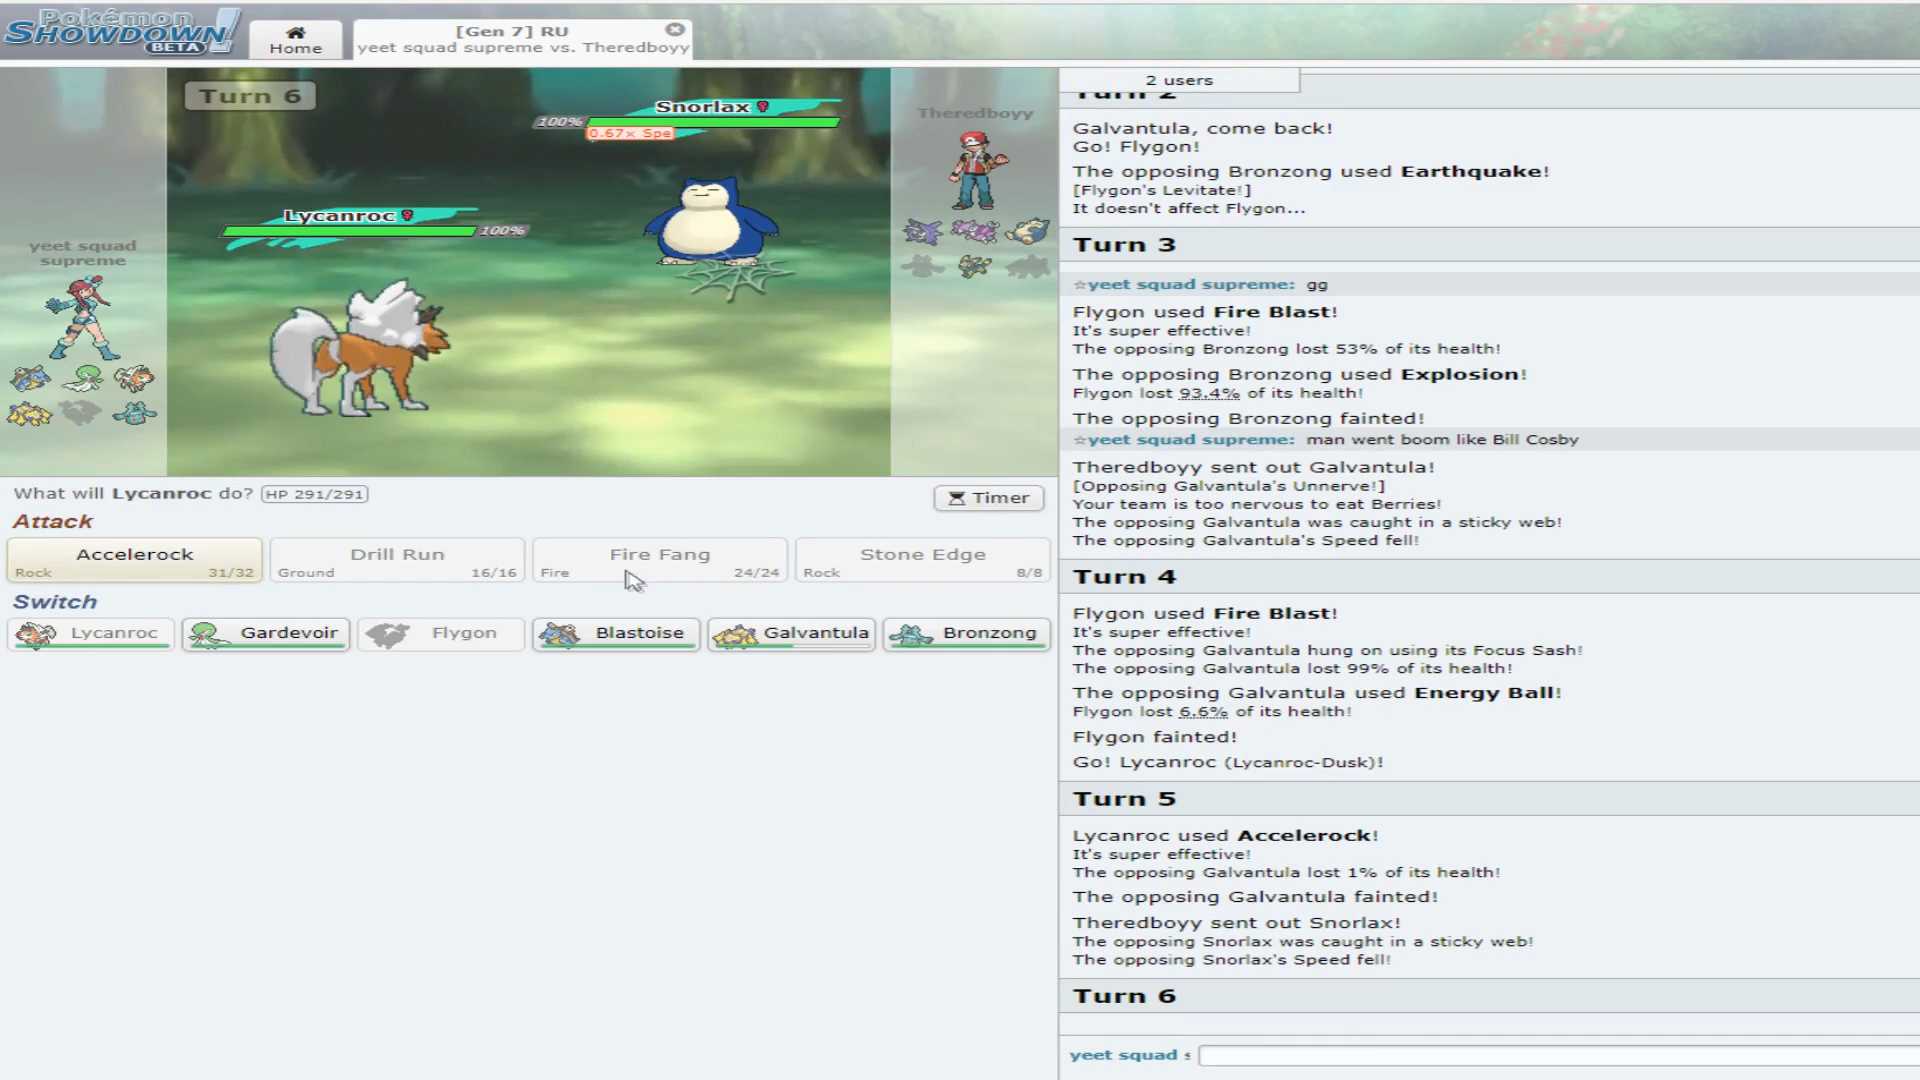 Pokémon
SHOWDOWN!
BETA
Home
[Gen 7] RU
yeet squad supreme vs. Theredboyy
Turn 6
Snorlax
100%
0.67x Spe
Lycanroc
100%
yeet squad
supreme
Theredboyy
What will Lycanroc do? HP 291/291
Timer
Attack
Accelerock
Rock 31/32
Drill Run
Ground 16/16
Fire Fang
Fire 24/24
Stone Edge
Rock 8/8
Switch
Lycanroc Gardevoir Flygon Blastoise Galvantula Bronzong
2 users
Turn 2
Galvantula, come back!
Go! Flygon!
The opposing Bronzong used Earthquake!
[Flygon's Levitate!]
It doesn't affect Flygon...
Turn 3
☆yeet squad supreme: gg
Flygon used Fire Blast!
It's super effective!
The opposing Bronzong lost 53% of its health!
The opposing Bronzong used Explosion!
Flygon lost 93.4% of its health!
The opposing Bronzong fainted!
☆yeet squad supreme: man went boom like Bill Cosby
Theredboyy sent out Galvantula!
[Opposing Galvantula's Unnerve!]
Your team is too nervous to eat Berries!
The opposing Galvantula was caught in a sticky web!
The opposing Galvantula's Speed fell!
Turn 4
Flygon used Fire Blast!
It's super effective!
The opposing Galvantula hung on using its Focus Sash!
The opposing Galvantula lost 99% of its health!
The opposing Galvantula used Energy Ball!
Flygon lost 6.6% of its health!
Flygon fainted!
Go! Lycanroc (Lycanroc-Dusk)!
Turn 5
Lycanroc used Accelerock!
It's super effective!
The opposing Galvantula lost 1% of its health!
The opposing Galvantula fainted!
Theredboyy sent out Snorlax!
The opposing Snorlax was caught in a sticky web!
The opposing Snorlax's Speed fell!
Turn 6
yeet squad s